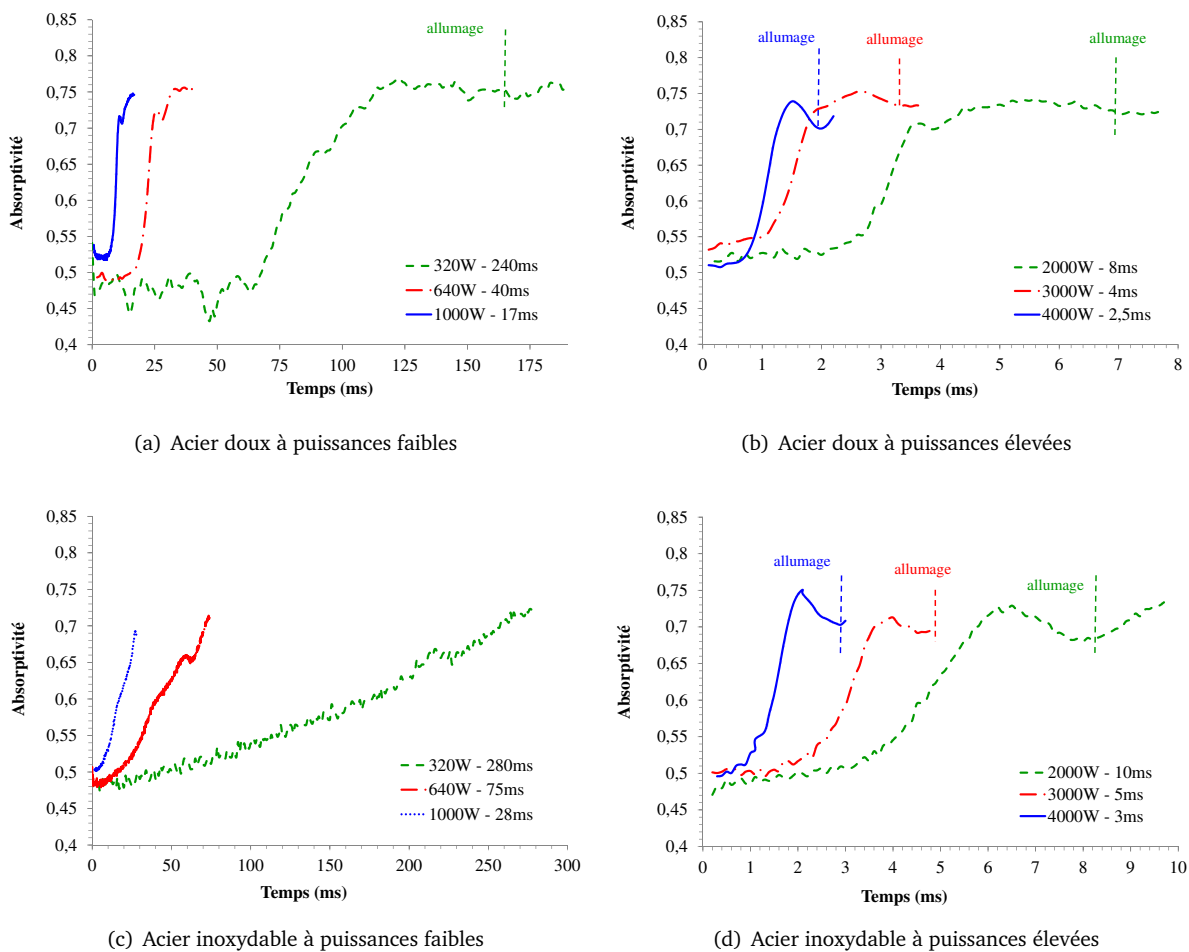 0,85
0,8
0,75
0,7
0,65
0,6
0,55
0,5
0,45
0,4
Absorptivité
allumage
320W - 240ms
640W - 40ms
1000W - 17ms
0 25 50 75 100 125 150 175
Temps (ms)
(a) Acier doux à puissances faibles
0,85
0,8
0,75
0,7
0,65
0,6
0,55
0,5
0,45
0,4
Absorptivité
allumage allumage allumage
2000W - 8ms
3000W - 4ms
4000W - 2,5ms
0 1 2 3 4 5 6 7 8
Temps (ms)
(b) Acier doux à puissances élevées
0,85
0,8
0,75
0,7
0,65
0,6
0,55
0,5
0,45
0,4
Absorptivité
320W - 280ms
640W - 75ms
1000W - 28ms
0 50 100 150 200 250 300
Temps (ms)
(c) Acier inoxydable à puissances faibles
0,85
0,8
0,75
0,7
0,65
0,6
0,55
0,5
0,45
0,4
Absorptivité
allumage allumage allumage
2000W - 10ms
3000W - 5ms
4000W - 3ms
0 1 2 3 4 5 6 7 8 9 10
Temps (ms)
(d) Acier inoxydable à puissances élevées